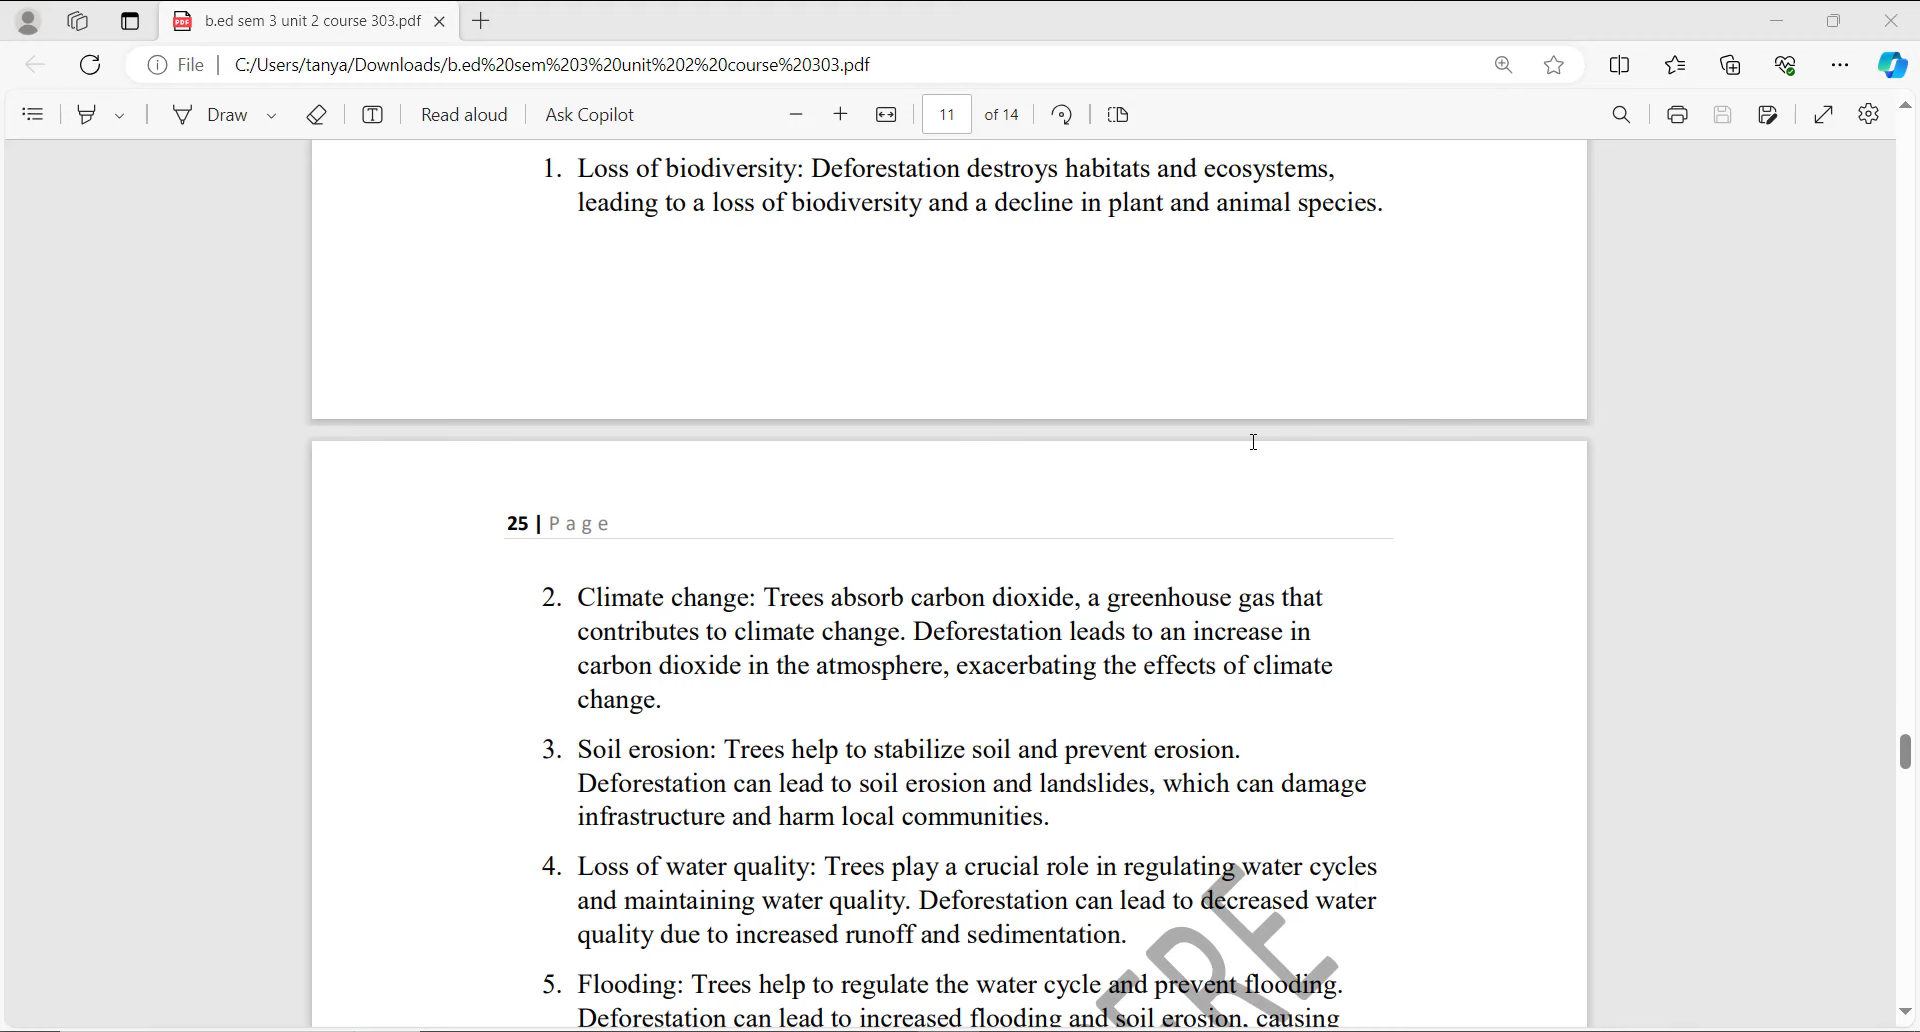 b.ed sem 3 unit 2 course 303.pdf
File | C:/Users/tanya/Downloads/b.ed%20sem%203%20unit%202%20course%20303.pdf
Draw Read aloud Ask Copilot 11 of 14
1. Loss of biodiversity: Deforestation destroys habitats and ecosystems,
leading to a loss of biodiversity and a decline in plant and animal species.
25 | Page
2. Climate change: Trees absorb carbon dioxide, a greenhouse gas that
contributes to climate change. Deforestation leads to an increase in
carbon dioxide in the atmosphere, exacerbating the effects of climate
change.
3. Soil erosion: Trees help to stabilize soil and prevent erosion.
Deforestation can lead to soil erosion and landslides, which can damage
infrastructure and harm local communities.
4. Loss of water quality: Trees play a crucial role in regulating water cycles
and maintaining water quality. Deforestation can lead to decreased water
quality due to increased runoff and sedimentation.
5. Flooding: Trees help to regulate the water cycle and prevent flooding.
Deforestation can lead to increased flooding and soil erosion, causing